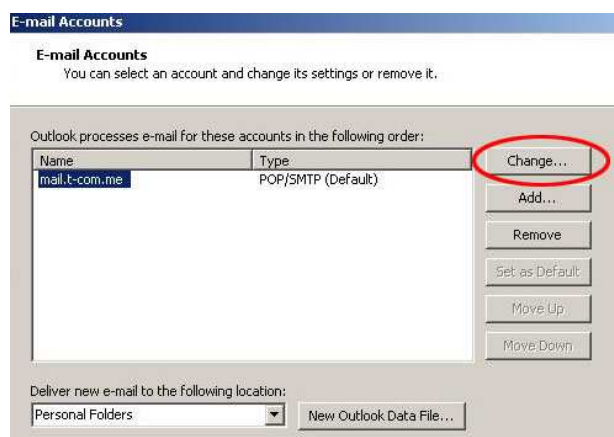 E-mail Accounts
E-mail Accounts
You can select an account and change its settings or remove it.
Outlook processes e-mail for these accounts in the following order:
Name Type
mail.t-com.me POP/SMTP (Default)
Change...
Add...
Remove
Set as Default
Move Up
Move Down
Deliver new e-mail to the following location:
Personal Folders New Outlook Data File...